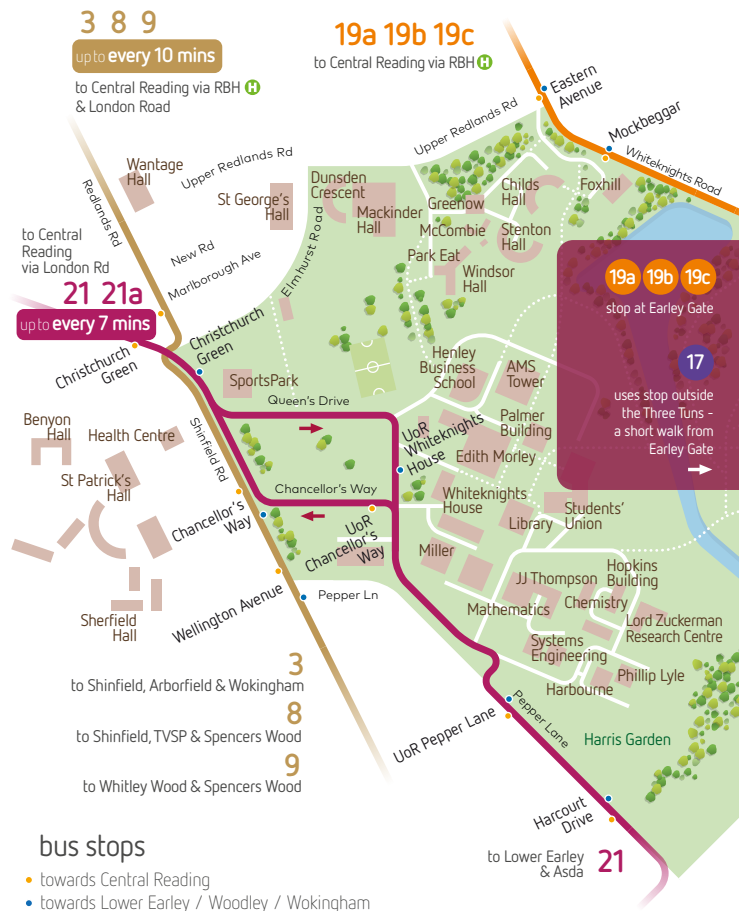 3 8 9
up to every 10 mins
to Central Reading via RBH H
& London Road
19a 19b 19c
to Central Reading via RBH H
Eastern
Avenue
Mockbeggar
Whiteknights Road
Upper Redlands Rd
Upper Redlands Rd
Redlands Rd
Wantage
Hall
St George's
Hall
Dunsden
Crescent
Mackinder
Hall
Greenow
McCombie
Childs
Hall
Foxhill
Stenton
Hall
Park Eat
Windsor
Hall
New Rd
Marlborough Ave
Elmhurst Road
to Central
Reading
via London Rd
21 21a
up to every 7 mins
Christchurch
Green
Christchurch
Green
19a 19b 19c
stop at Earley Gate
17
uses stop outside
the Three Tuns -
a short walk from
Earley Gate
SportsPark
Queen's Drive
Henley
Business
School
AMS
Tower
Palmer
Building
UoR
Whiteknights
House
Edith Morley
Benyon
Hall
Health Centre
St Patrick's
Hall
Shinfield Rd
Chancellor's
Way
Chancellor's Way
UoR
Chancellor's
Way
Whiteknights
House
Library
Students'
Union
Miller
JJ Thompson
Hopkins
Building
Chemistry
Mathematics
Lord Zuckerman
Research Centre
Systems
Engineering
Phillip Lyle
Harbourne
Sherfield
Hall
Wellington Avenue
Pepper Ln
3
to Shinfield, Arborfield & Wokingham
8
to Shinfield, TVSP & Spencers Wood
9
to Whitley Wood & Spencers Wood
UoR Pepper Lane
Pepper Lane
Harris Garden
Harcourt
Drive
to Lower Earley
& Asda
21
bus stops
towards Central Reading
towards Lower Earley / Woodley / Wokingham